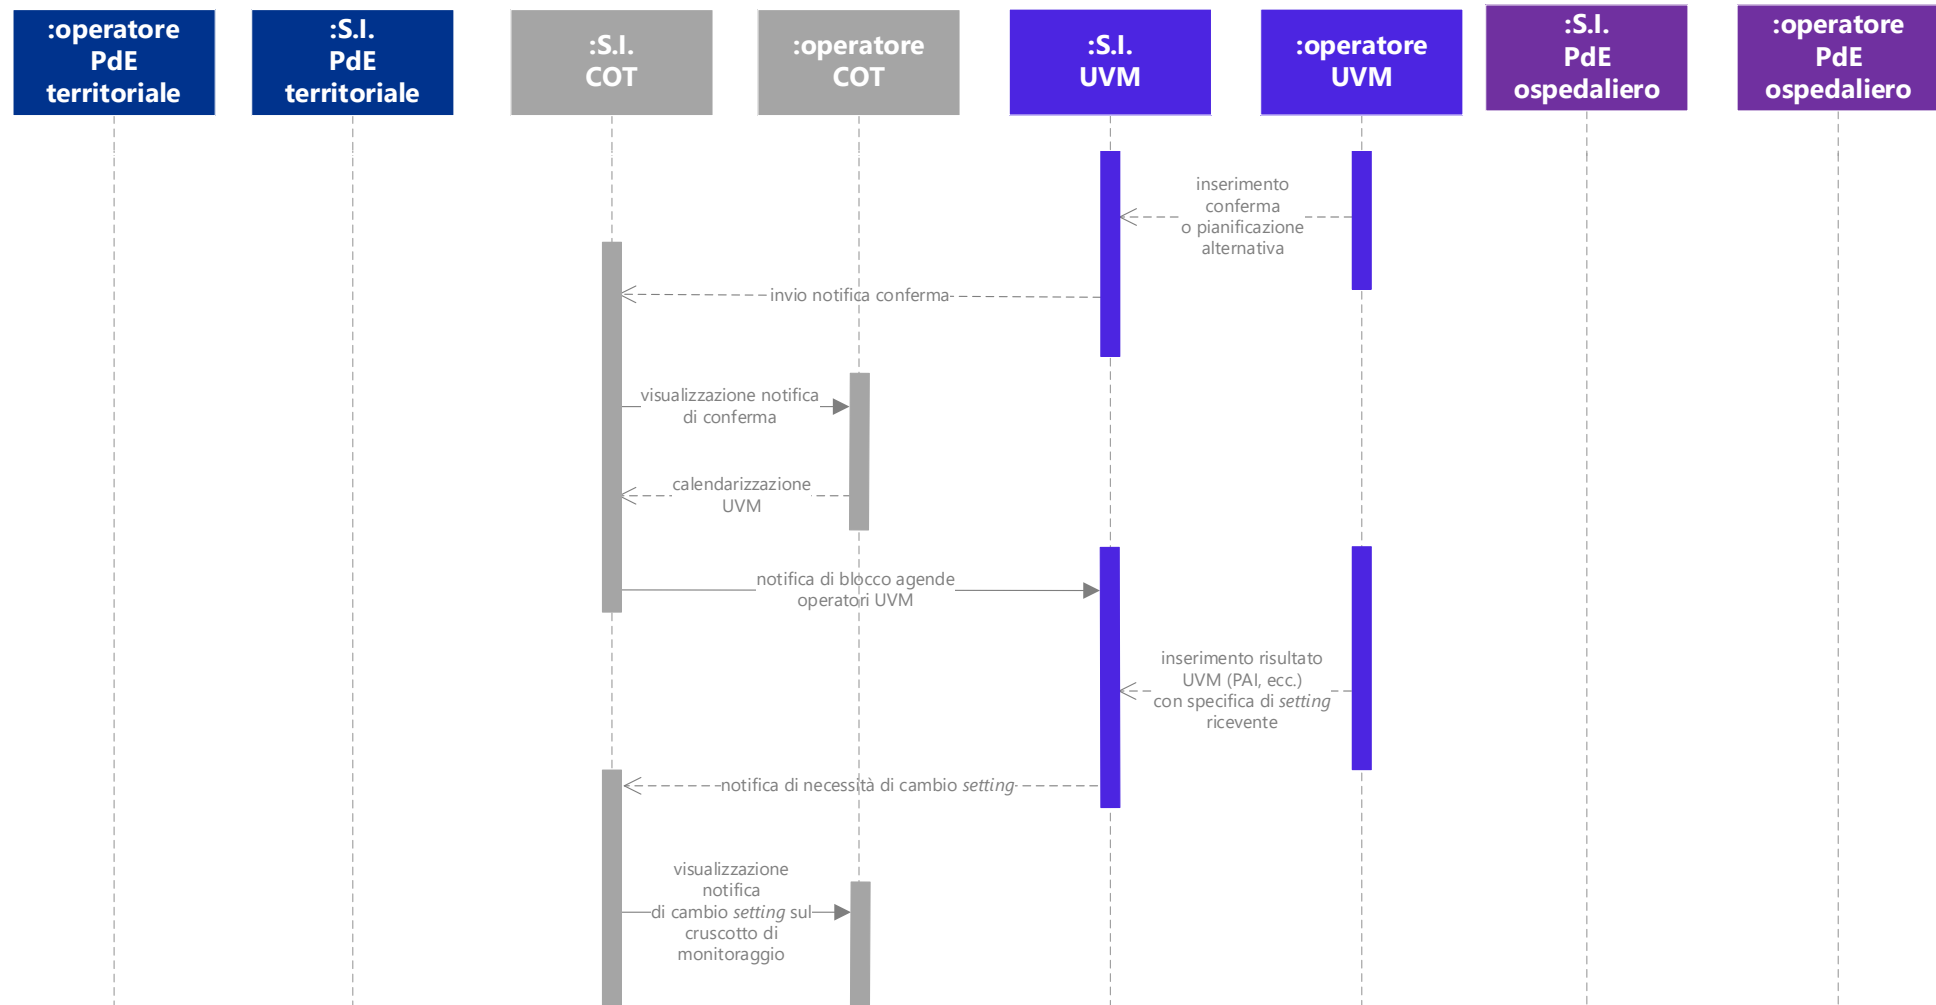 :operatore
PdE
territoriale
:S.I.
PdE
territoriale
:S.I.
COT
:operatore
COT
:S.I.
UVM
:operatore
UVM
:S.I.
PdE
ospedaliero
:operatore
PdE
ospedaliero
inserimento
conferma
o pianificazione
alternativa
invio notifica conferma
visualizzazione notifica
di conferma
calendarizzazione
UVM
notifica di blocco agende
operatori UVM
inserimento risultato
UVM (PAI, ecc.)
con specifica di setting
ricevente
notifica di necessità di cambio setting
visualizzazione
notifica
di cambio setting sul
cruscotto di
monitoraggio